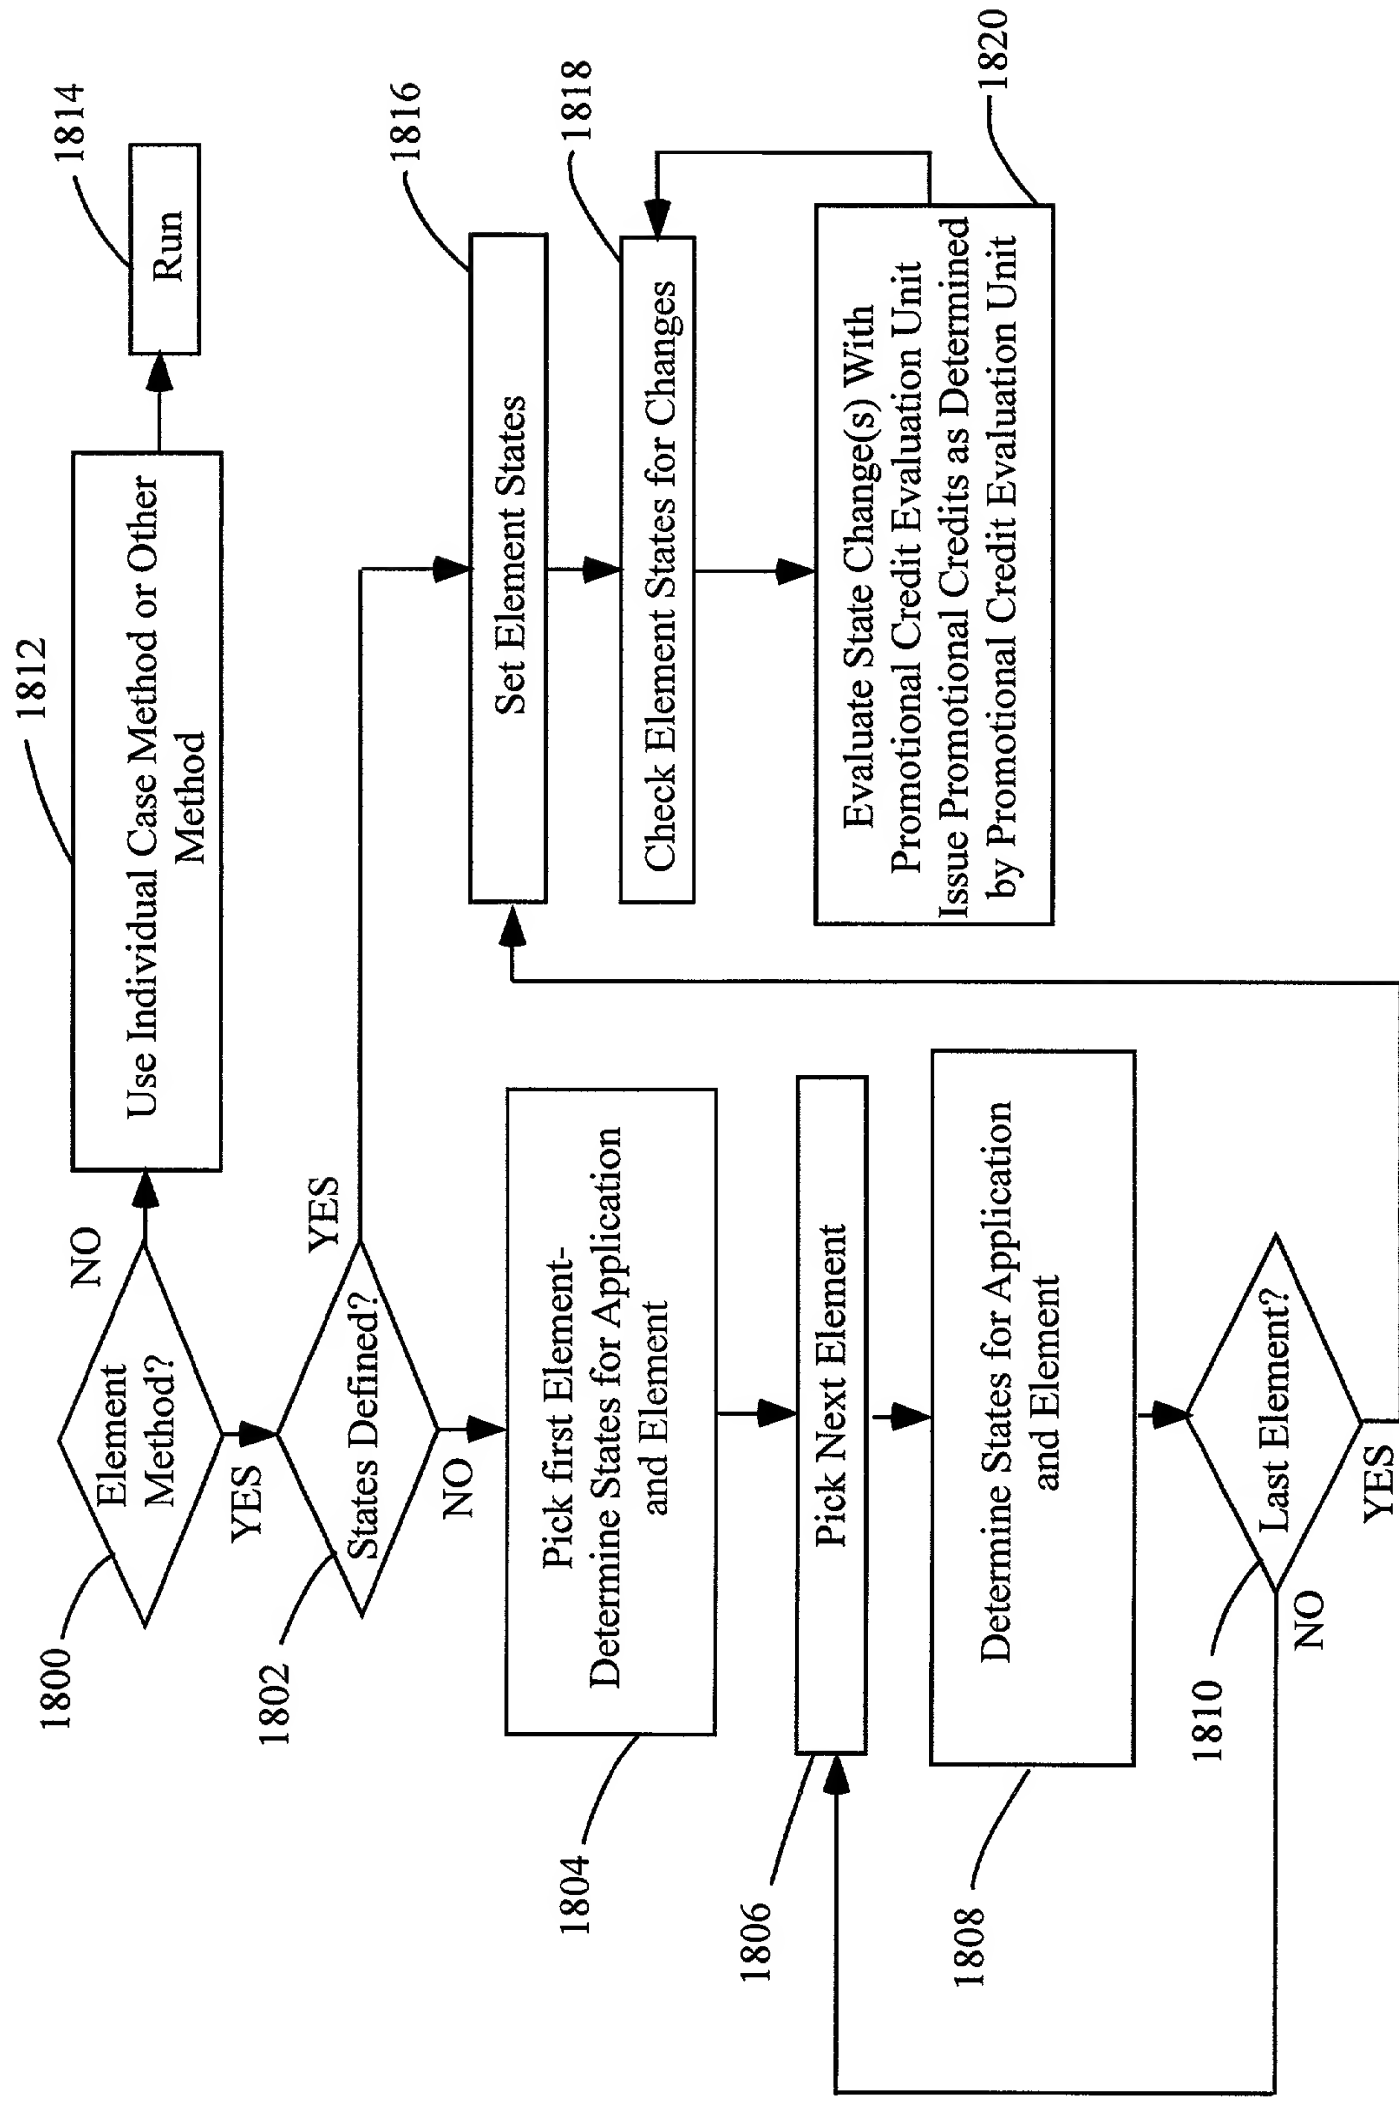 1800
Element
Method?
NO
YES
1812
Use Individual Case Method or Other
Method
1814
Run
1802
States Defined?
YES
NO
1804
Pick first Element-
Determine States for Application
and Element
1806
Pick Next Element
1808
Determine States for Application
and Element
1810
Last Element?
NO
YES
1816
Set Element States
1818
Check Element States for Changes
1820
Evaluate State Change(s) With
Promotional Credit Evaluation Unit
Issue Promotional Credits as Determined
by Promotional Credit Evaluation Unit